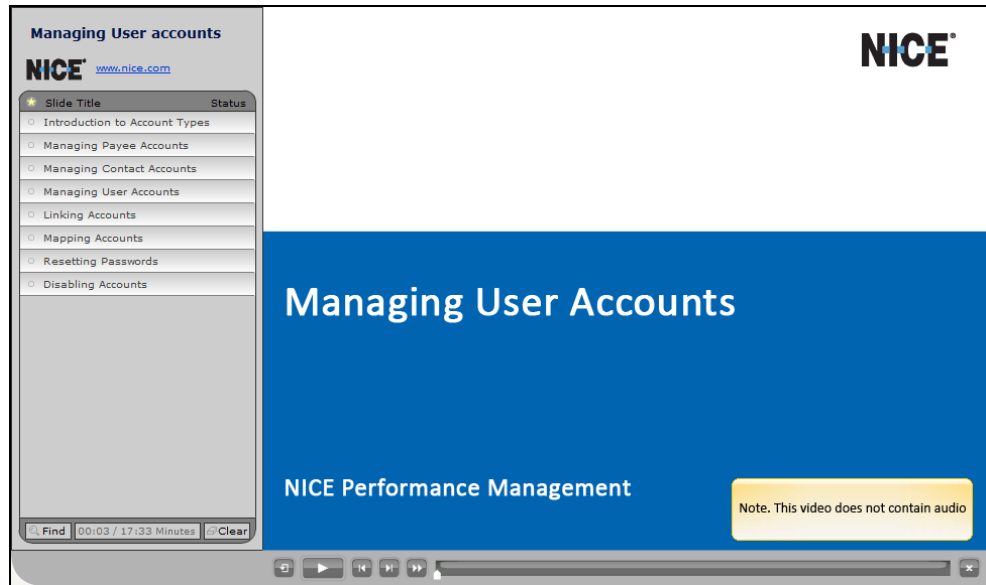 Managing User accounts
NICE www.nice.com
Slide Title Status
Introduction to Account Types
Managing Payee Accounts
Managing Contact Accounts
Managing User Accounts
Linking Accounts
Mapping Accounts
Resetting Passwords
Disabling Accounts
Find 00:03 / 17:33 Minutes Clear
NICE
Managing User Accounts
NICE Performance Management
Note. This video does not contain audio